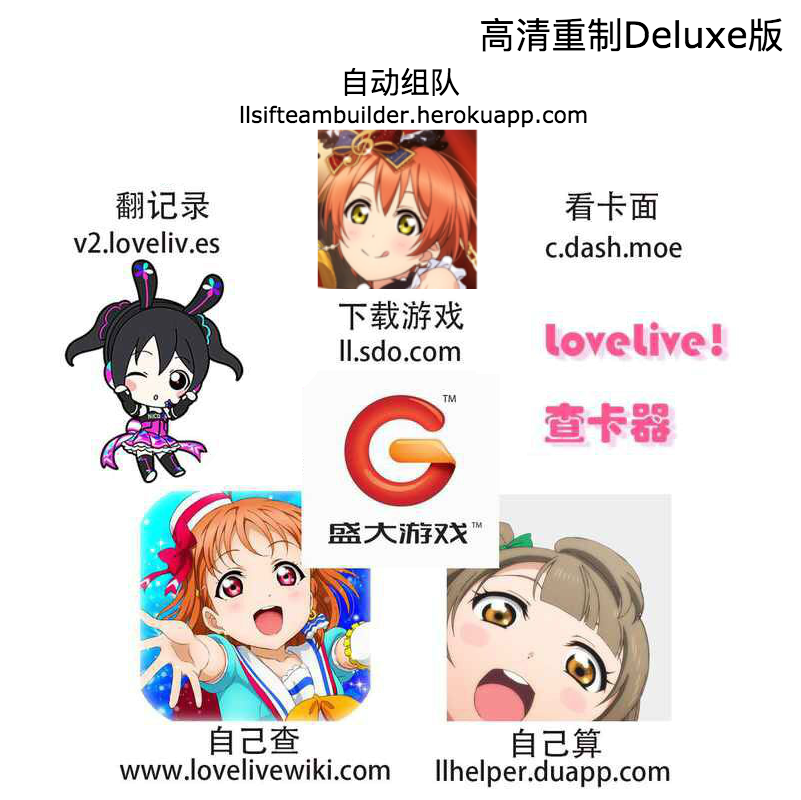 高清重制Deluxe版
自动组队
llsifteambuilder.herokuapp.com
翻记录
v2.loveliv.es
看卡面
c.dash.moe
下载游戏
ll.sdo.com
lovelive!
查卡器
TM
盛大游戏™
NICO
自己查
www.lovelivewiki.com
自己算
llhelper.duapp.com